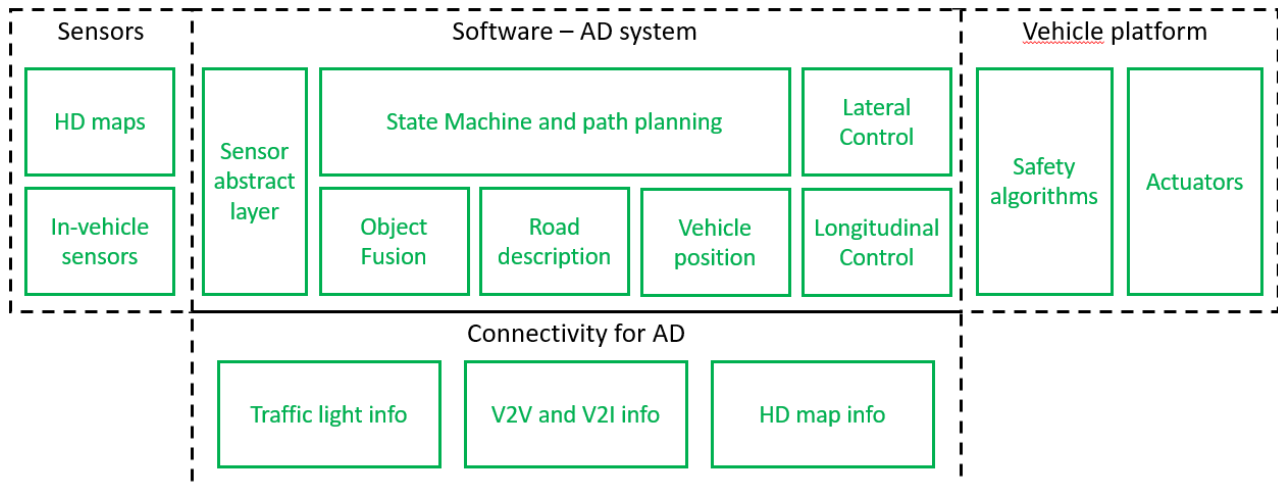 Sensors
HD maps
In-vehicle
sensors
Software – AD system
Sensor
abstract
layer
State Machine and path planning
Lateral
Control
Object
Fusion
Road
description
Vehicle
position
Longitudinal
Control
Vehicle platform
Safety
algorithms
Actuators
Connectivity for AD
Traffic light info
V2V and V2I info
HD map info